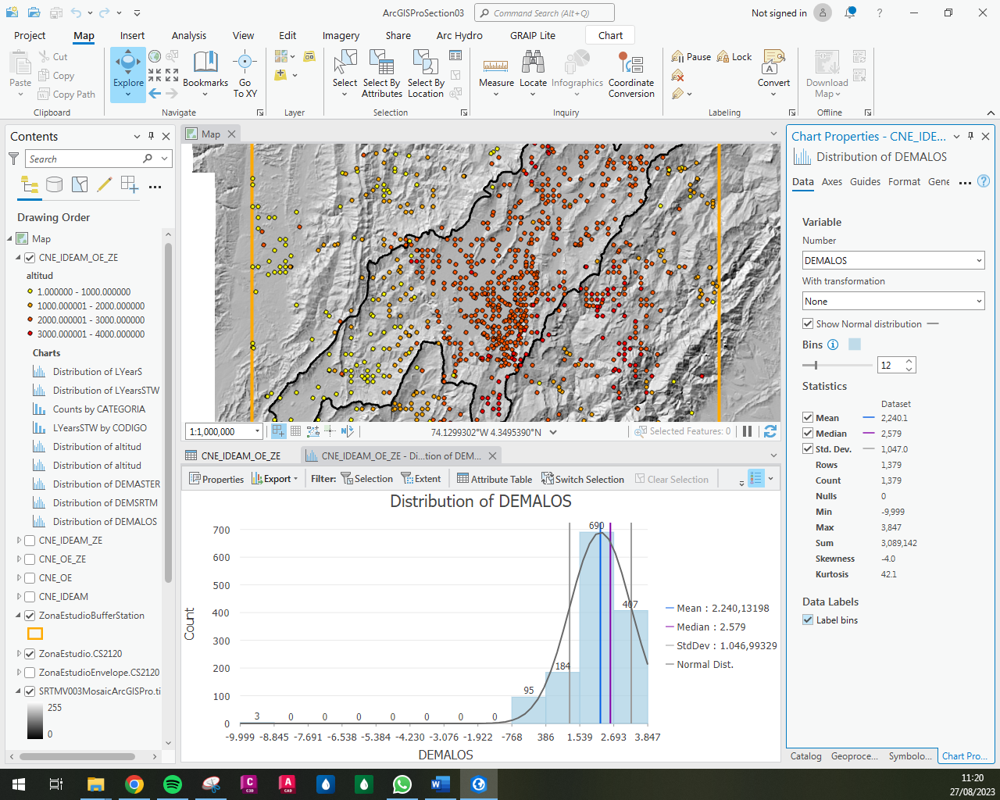 ArcGISProSection03
Command Search (Alt+Q)
Not signed in
?
Project
Map
Insert
Analysis
View
Edit
Imagery
Share
Arc Hydro
GRAIP Lite
Chart
Paste
Cut
Copy
Copy Path
Clipboard
Explore
Bookmarks
Go To XY
Navigate
Layer
Select
Select By Attributes
Select By Location
Selection
Measure
Locate
Infographics
Coordinate Conversion
Inquiry
Pause
Lock
Convert
Labeling
Download Map
Offline
Contents
Search
Drawing Order
Map
CNE_IDEAM_OE_ZE
altitud
1.000000 - 1000.000000
1000.000001 - 2000.000000
2000.000001 - 3000.000000
3000.000001 - 4000.000000
Charts
Distribution of LYearS
Distribution of LYearsSTW
Counts by CATEGORIA
LYearsSTW by CODIGO
Distribution of altitud
Distribution of altitud
Distribution of DEMASTER
Distribution of DEMSRTM
Distribution of DEMALOS
CNE_IDEAM_ZE
CNE_OE_ZE
CNE_OE
CNE_IDEAM
ZonaEstudioBufferStation
ZonaEstudio.CS2120
ZonaEstudioEnvelope.CS2120
SRTMV003MosaicArcGISPro.ti
255
0
Map
1:1,000,000
74.1299302°W 4.3495390°N
Selected Features: 0
CNE_IDEAM_OE_ZE
CNE_IDEAM_OE_ZE - Di...tion of DEM...
Properties
Export
Filter:
Selection
Extent
Attribute Table
Switch Selection
Clear Selection
Distribution of DEMALOS
Count
700
600
500
400
300
200
100
0
3
0
0
0
0
0
0
0
95
184
690
407
-9.999
-8.845
-7.691
-6.538
-5.384
-4.230
-3.076
-1.922
-768
386
1.539
2.693
3.847
DEMALOS
Mean : 2.240,13198
Median : 2.579
StdDev : 1.046,99329
Normal Dist.
Chart Properties - CNE_IDE...
Distribution of DEMALOS
Data
Axes
Guides
Format
Gene
?
Variable
Number
DEMALOS
With transformation
None
Show Normal distribution
Bins
12
Statistics
Dataset
Mean 2,240.1
Median 2,579
Std. Dev. 1,047.0
Rows 1,379
Count 1,379
Nulls 0
Min -9,999
Max 3,847
Sum 3,089,142
Skewness -4.0
Kurtosis 42.1
Data Labels
Label bins
Catalog
Geoproce...
Symbolo...
Chart Pro...
11:20
27/08/2023